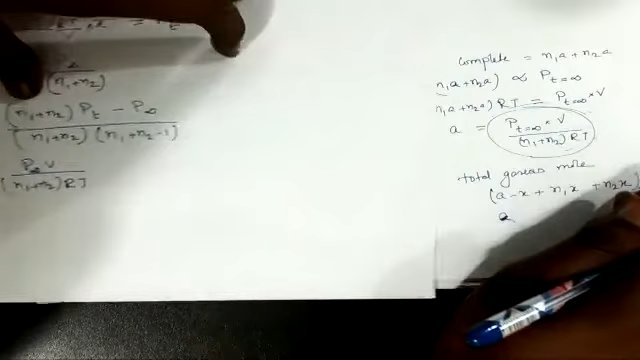 a
(n₁+n₂)
(n₁+n₂) Pₜ − P∞
(n₁+n₂) (n₁+n₂−1)
P∞ V
(n₁+n₂) RT
Complete = n₁a + n₂a
n₁a + n₂a) ∝ Pₜ₌∞
n₁a + n₂a) RT = Pₜ₌∞ × V
a = Pₜ₌∞ × V
(n₁+n₂) RT
total gaseous mole
(a − x + n₁x + n₂x)
a